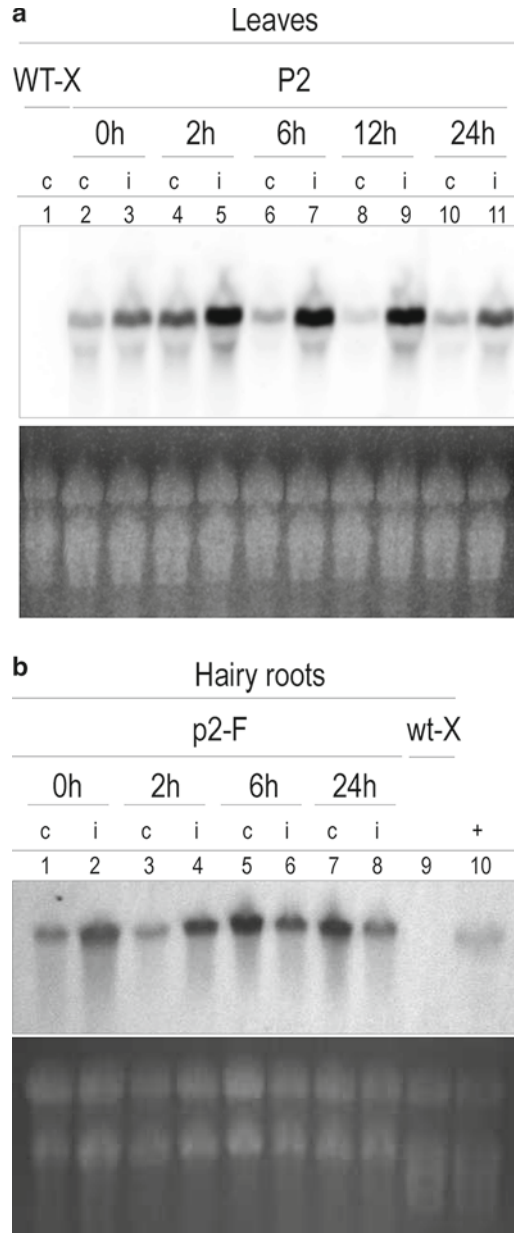 a
Leaves
WT-X P2
0h 2h 6h 12h 24h
c c i c i c i c i c i
1 2 3 4 5 6 7 8 9 10 11
b
Hairy roots
p2-F wt-X
0h 2h 6h 24h
c i c i c i c i +
1 2 3 4 5 6 7 8 9 10